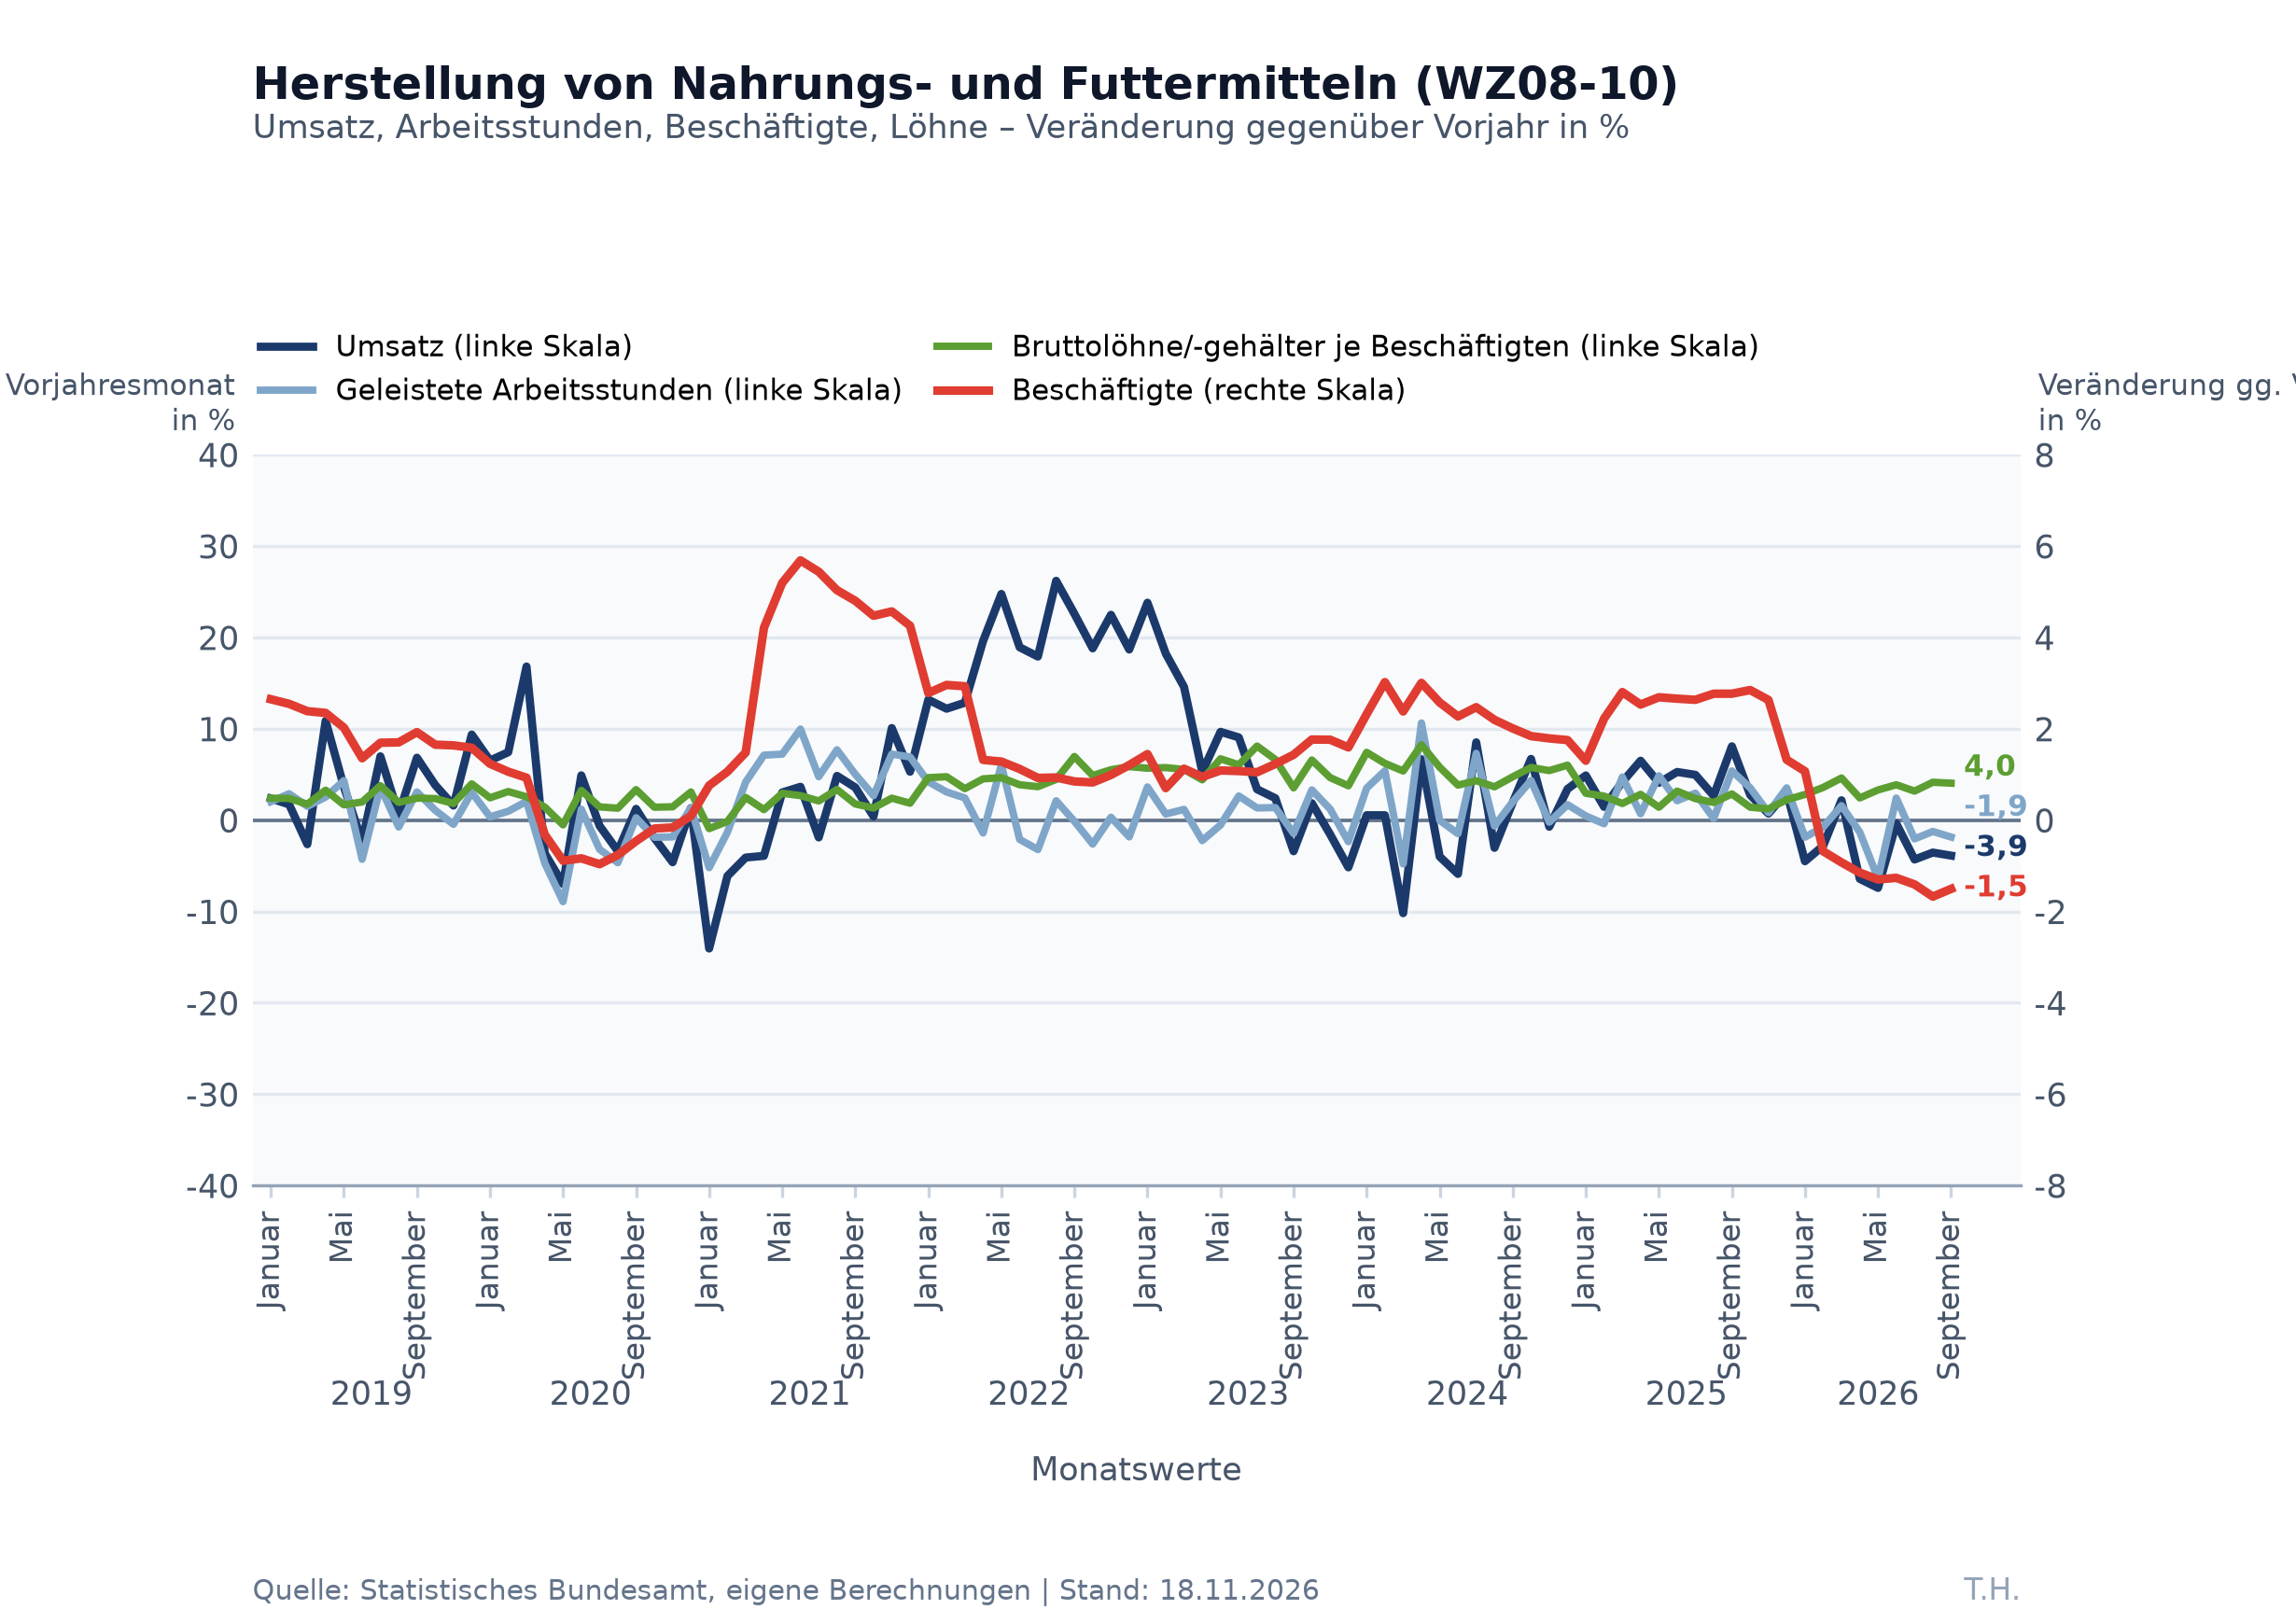 Herstellung von Nahrungs- und Futtermitteln (WZ08-10)
Umsatz, Arbeitsstunden, Beschäftigte, Löhne – Veränderung gegenüber Vorjahr in %
Umsatz (linke Skala)
Geleistete Arbeitsstunden (linke Skala)
Bruttolöhne/-gehälter je Beschäftigten (linke Skala)
Beschäftigte (rechte Skala)
Vorjahresmonat
in %
Veränderung gg.
in %
40
30
20
10
0
-10
-20
-30
-40
8
6
4
2
0
-2
-4
-6
-8
4,0
-1,9
-3,9
-1,5
Januar
Mai
September
Januar
Mai
September
Januar
Mai
September
Januar
Mai
September
Januar
Mai
September
Januar
Mai
September
Januar
Mai
September
Januar
Mai
September
2019
2020
2021
2022
2023
2024
2025
2026
Monatswerte
Quelle: Statistisches Bundesamt, eigene Berechnungen | Stand: 18.11.2026
T.H.